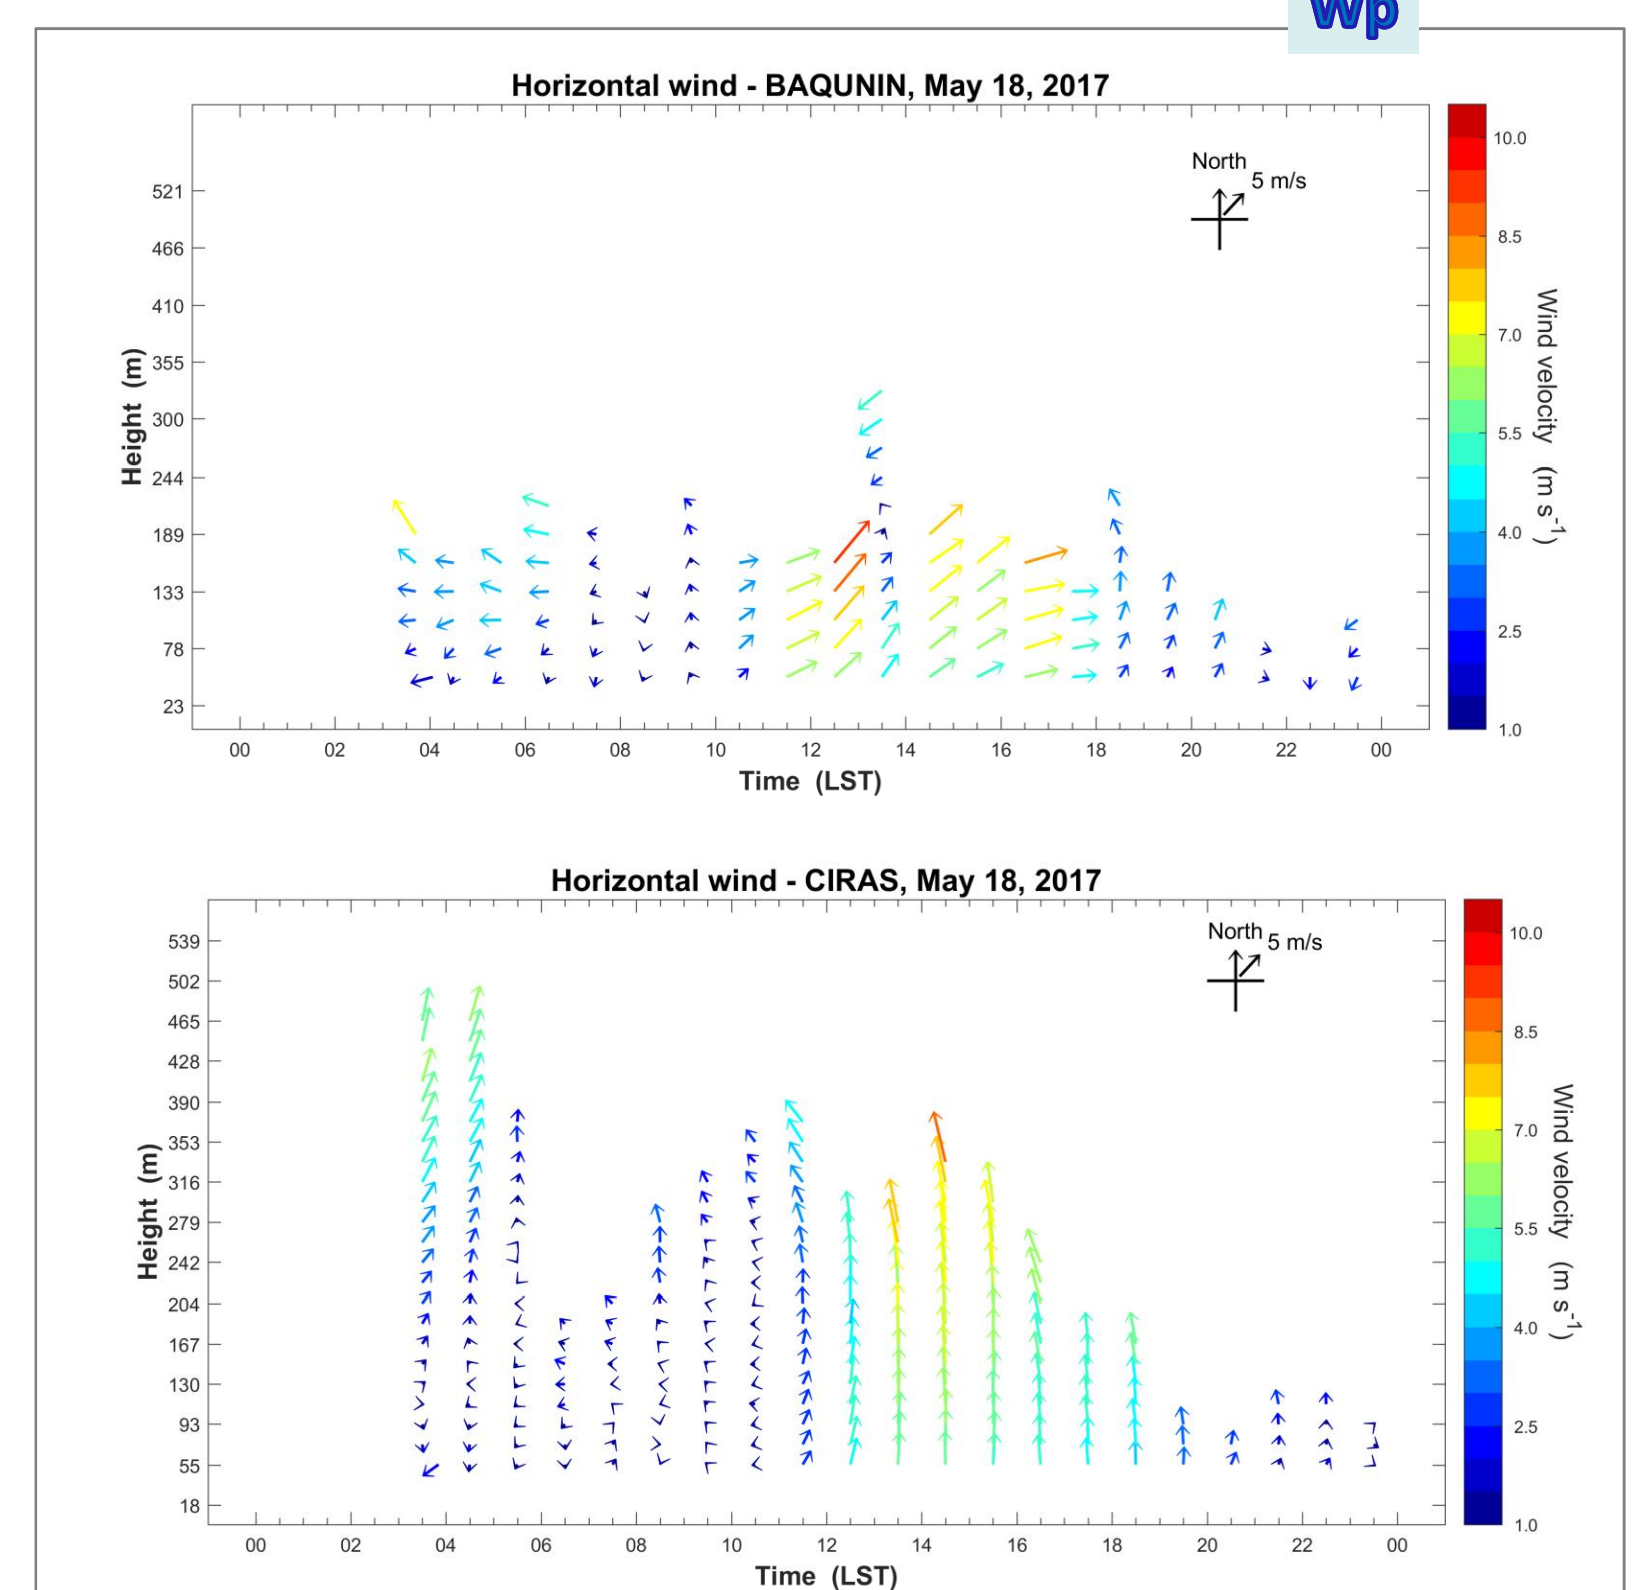 Wp
Horizontal wind - BAQUNIN, May 18, 2017
North
5 m/s
521
466
410
355
300
244
189
133
78
23
Height (m)
00 02 04 06 08 10 12 14 16 18 20 22 00
Time (LST)
10.0
8.5
7.0
5.5
4.0
2.5
1.0
Wind velocity (m s-1)
Horizontal wind - CIRAS, May 18, 2017
North
5 m/s
539
502
465
428
390
353
316
279
242
204
167
130
93
55
18
Height (m)
00 02 04 06 08 10 12 14 16 18 20 22 00
Time (LST)
10.0
8.5
7.0
5.5
4.0
2.5
1.0
Wind velocity (m s-1)